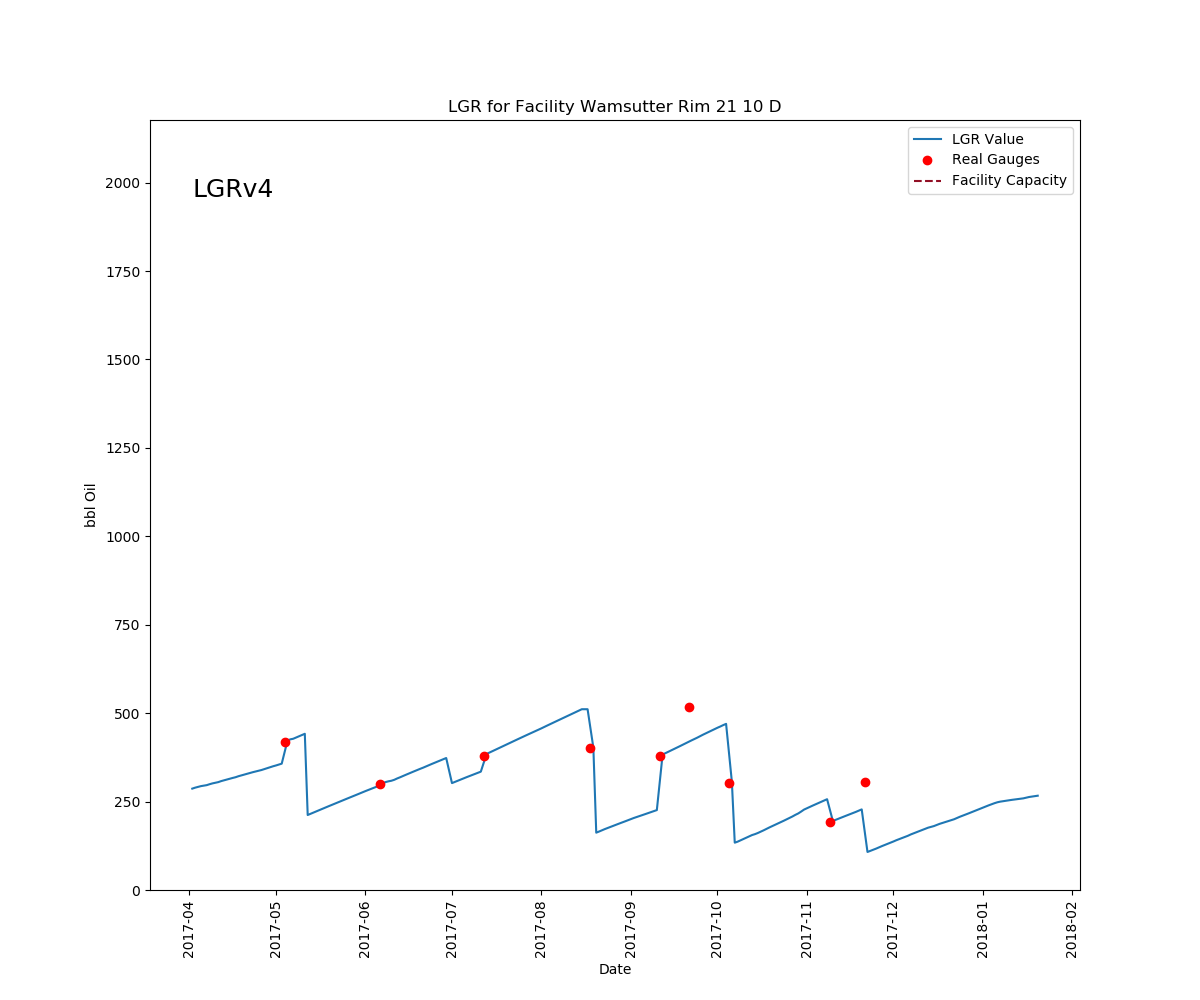 LGR for Facility Wamsutter Rim 21 10 D
LGR Value
Real Gauges
Facility Capacity
LGRv4
2000
1750
1500
1250
1000
750
500
250
0
bbl Oil
2017-04
2017-05
2017-06
2017-07
2017-08
2017-09
2017-10
2017-11
2017-12
2018-01
2018-02
Date